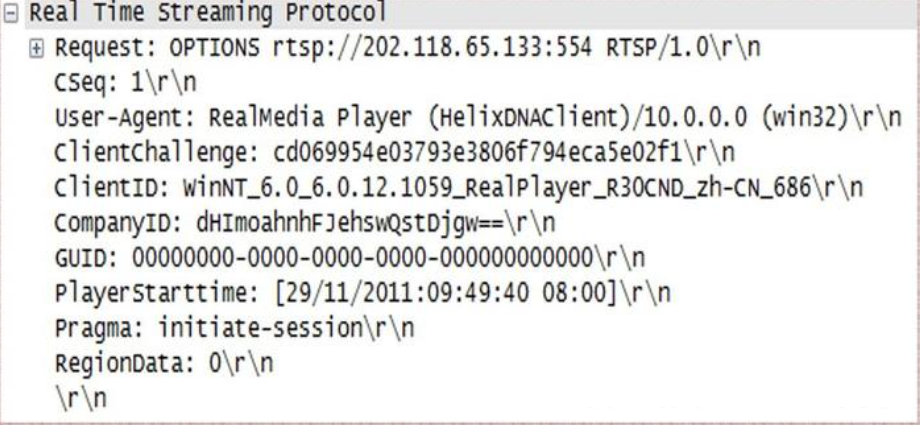 Real Time Streaming Protocol
Request: OPTIONS rtsp://202.118.65.133:554 RTSP/1.0\r\n
CSeq: 1\r\n
User-Agent: RealMedia Player (HelixDNAClient)/10.0.0.0 (win32)\r\n
ClientChallenge: cd069954e03793e3806f794eca5e02f1\r\n
ClientID: WinNT_6.0_6.0.12.1059_RealPlayer_R30CND_zh-CN_686\r\n
CompanyID: dHImoahnhFJehswQstDjgw==\r\n
GUID: 00000000-0000-0000-0000-000000000000\r\n
PlayerStarttime: [29/11/2011:09:49:40 08:00]\r\n
Pragma: initiate-session\r\n
RegionData: 0\r\n
\r\n